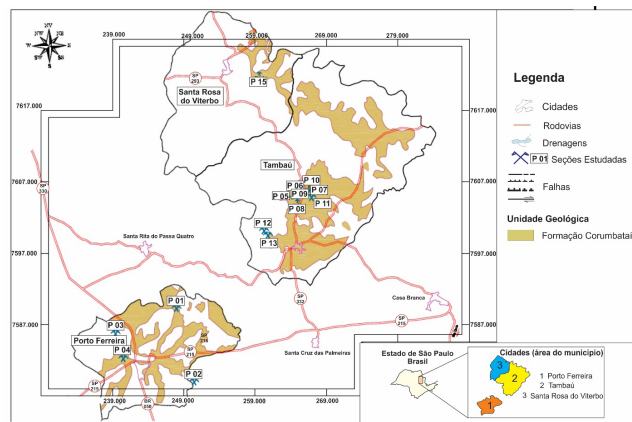 239.000 249.000 259.000 269.000 279.000
N
W E
S
7617.000 7617.000
7607.000 7607.000
7597.000 7597.000
7587.000 7587.000
Santa Rosa
do Viterbo
P 15
SP
253
Tambaú
P 10
P 06
P 09
P 07
P 05
P 08
P 11
P 12
P 13
SP
330
Santa Rita do Passa Quatro
SP
332
Casa Branca
SP
215
Santa Cruz das Palmeiras
P 01
P 03
Porto Ferreira
P 04
SP
215
P 02
SP
215
239.000 249.000 259.000 269.000
Legenda
Cidades
Rodovias
Drenagens
P 01 Seções Estudadas
Falhas
Unidade Geológica
Formação Corumbataí
Estado de São Paulo
Brasil
Cidades (área do municipio)
3
2
1
1 Porto Ferreira
2 Tambaú
3 Santa Rosa do Viterbo